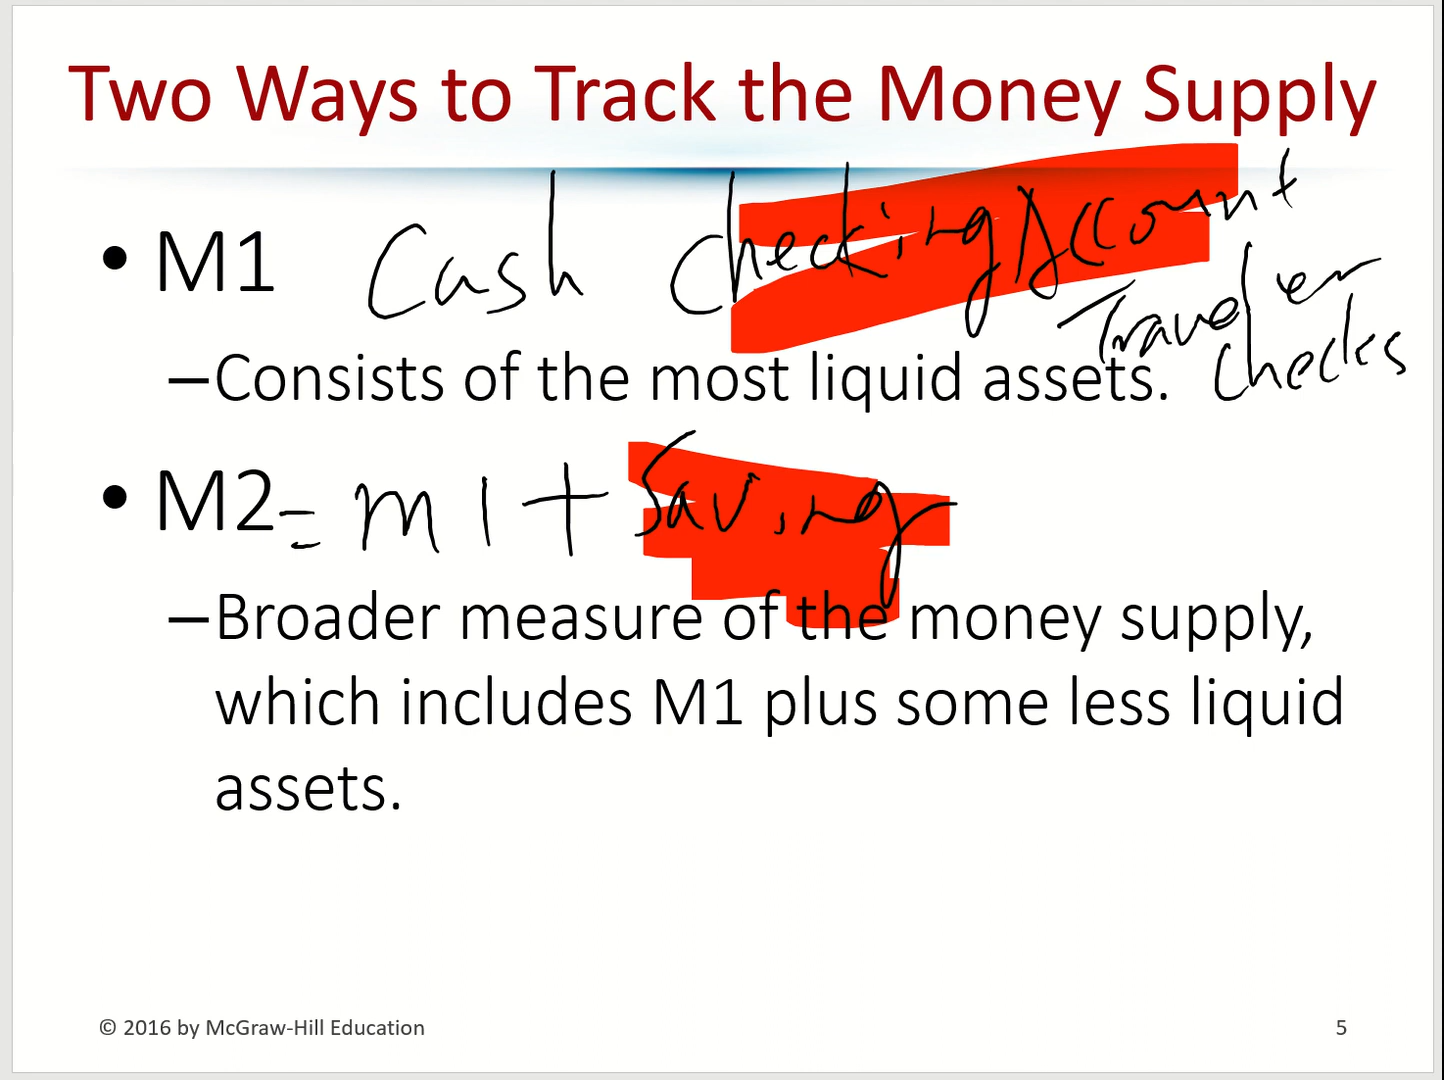 Two Ways to Track the Money Supply
• M1 Cash Checking Account
Traveler
Checks
–Consists of the most liquid assets.
• M2 = M1 + Saving
–Broader measure of the money supply,
which includes M1 plus some less liquid
assets.
© 2016 by McGraw-Hill Education
5